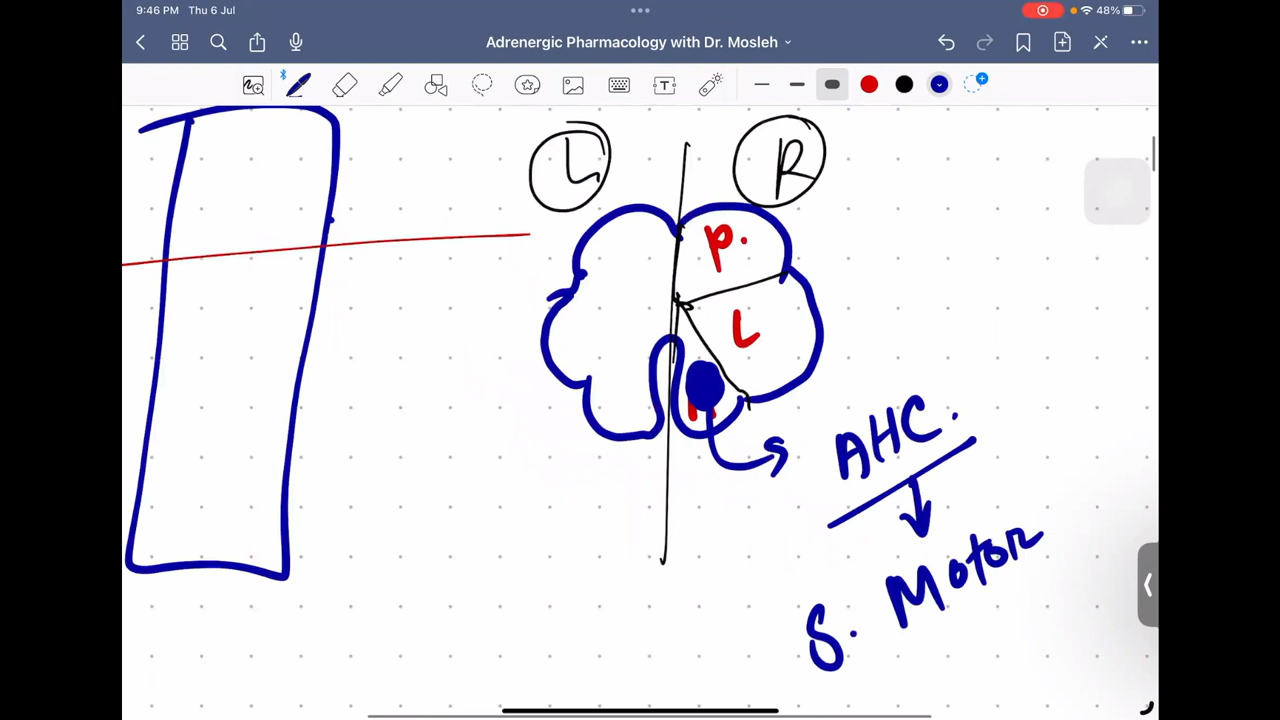 9:46 PM Thu 6 Jul
48%
Adrenergic Pharmacology with Dr. Mosleh
T
L R
P.
L
AHC.
S. Motor